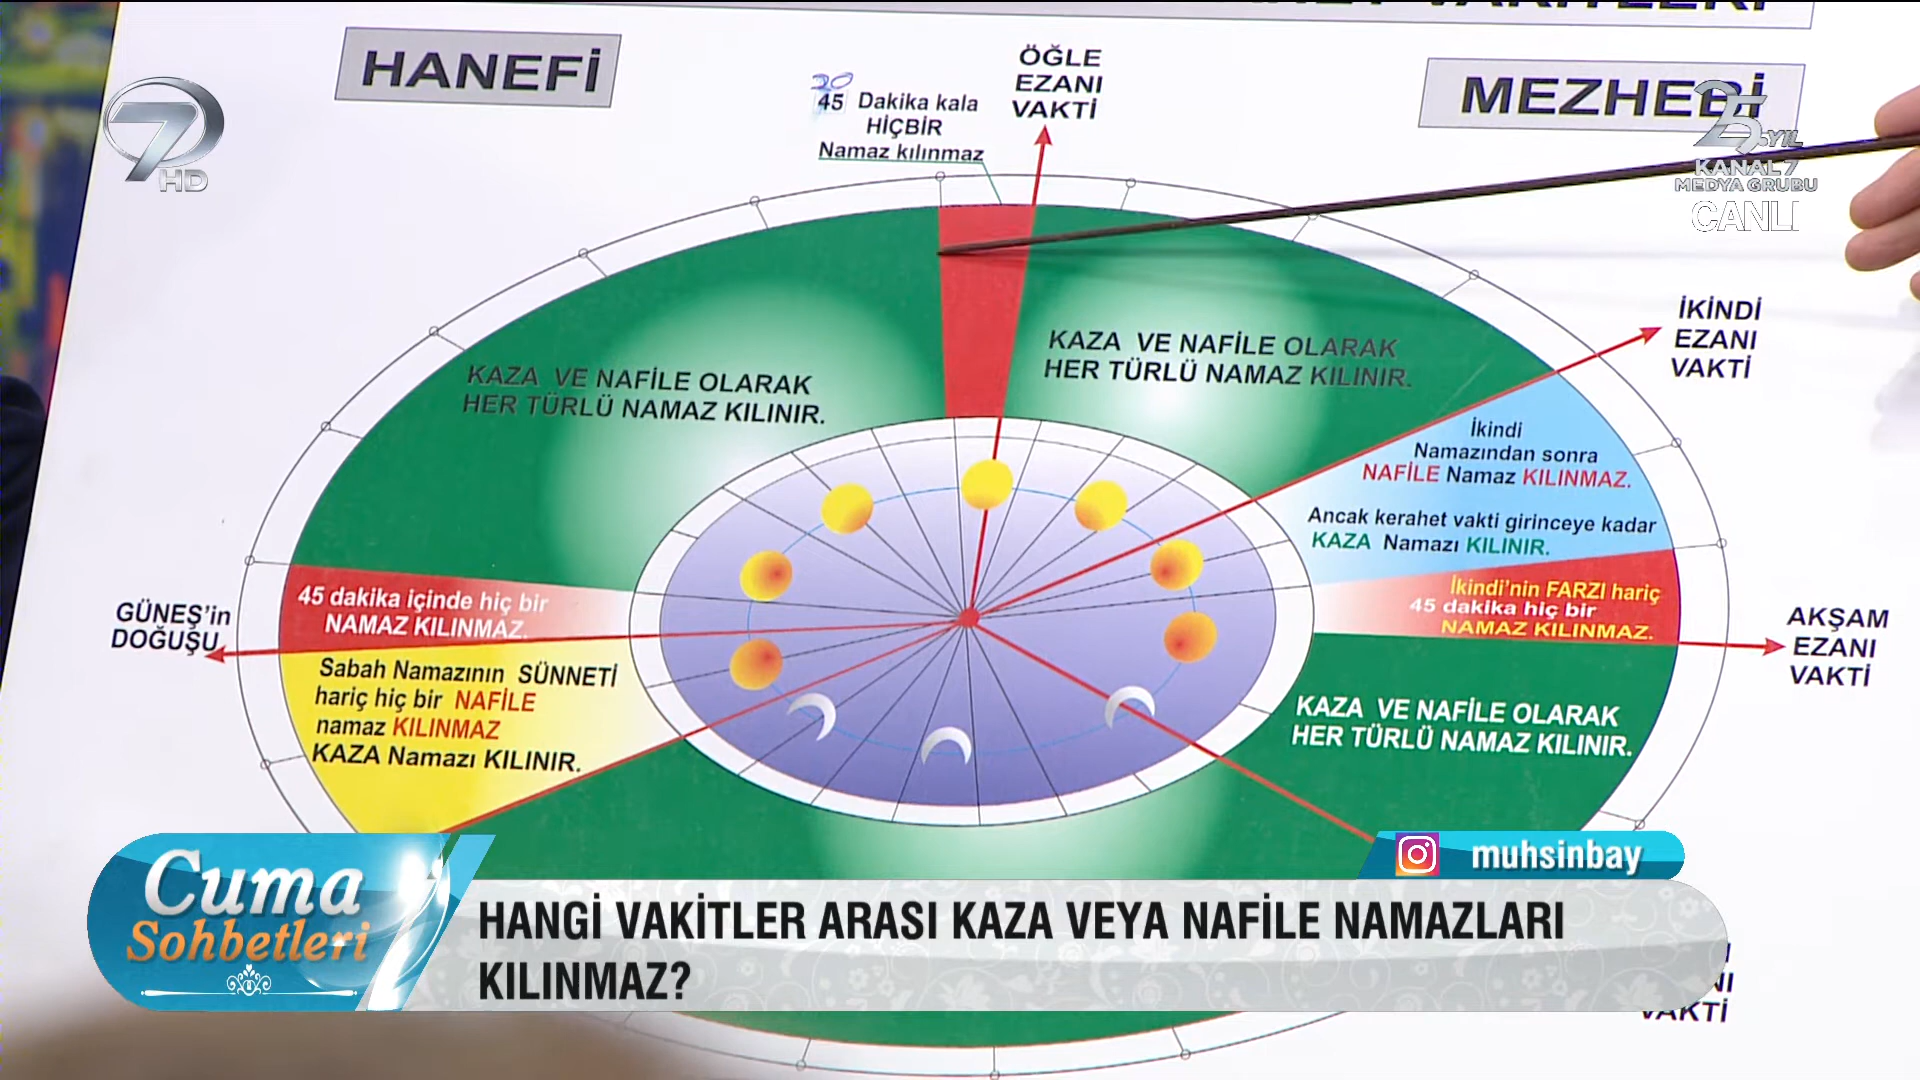 HANEFİ
MEZHEBİ
7
HD
25.YIL
KANAL 7
MEDYA GRUBU
CANLI
ÖĞLE
EZANI
VAKTİ
20
45 Dakika kala
HİÇBİR
Namaz kılınmaz
İKİNDİ
EZANI
VAKTİ
KAZA VE NAFİLE OLARAK
HER TÜRLÜ NAMAZ KILINIR.
KAZA VE NAFİLE OLARAK
HER TÜRLÜ NAMAZ KILINIR.
İkindi
Namazından sonra
NAFİLE Namaz KILINMAZ.
Ancak kerahet vakti girinceye kadar
KAZA Namazı KILINIR.
GÜNEŞ'in
DOĞUŞU
45 dakika içinde hiç bir
NAMAZ KILINMAZ.
İkindi'nin FARZI hariç
45 dakika hiç bir
NAMAZ KILINMAZ.
AKŞAM
EZANI
VAKTİ
Sabah Namazının SÜNNETİ
hariç hiç bir NAFİLE
namaz KILINMAZ
KAZA Namazı KILINIR.
KAZA VE NAFİLE OLARAK
HER TÜRLÜ NAMAZ KILINIR.
muhsinbay
Cuma
Sohbetleri
HANGİ VAKİTLER ARASI KAZA VEYA NAFİLE NAMAZLARI
KILINMAZ?
VAKTİ